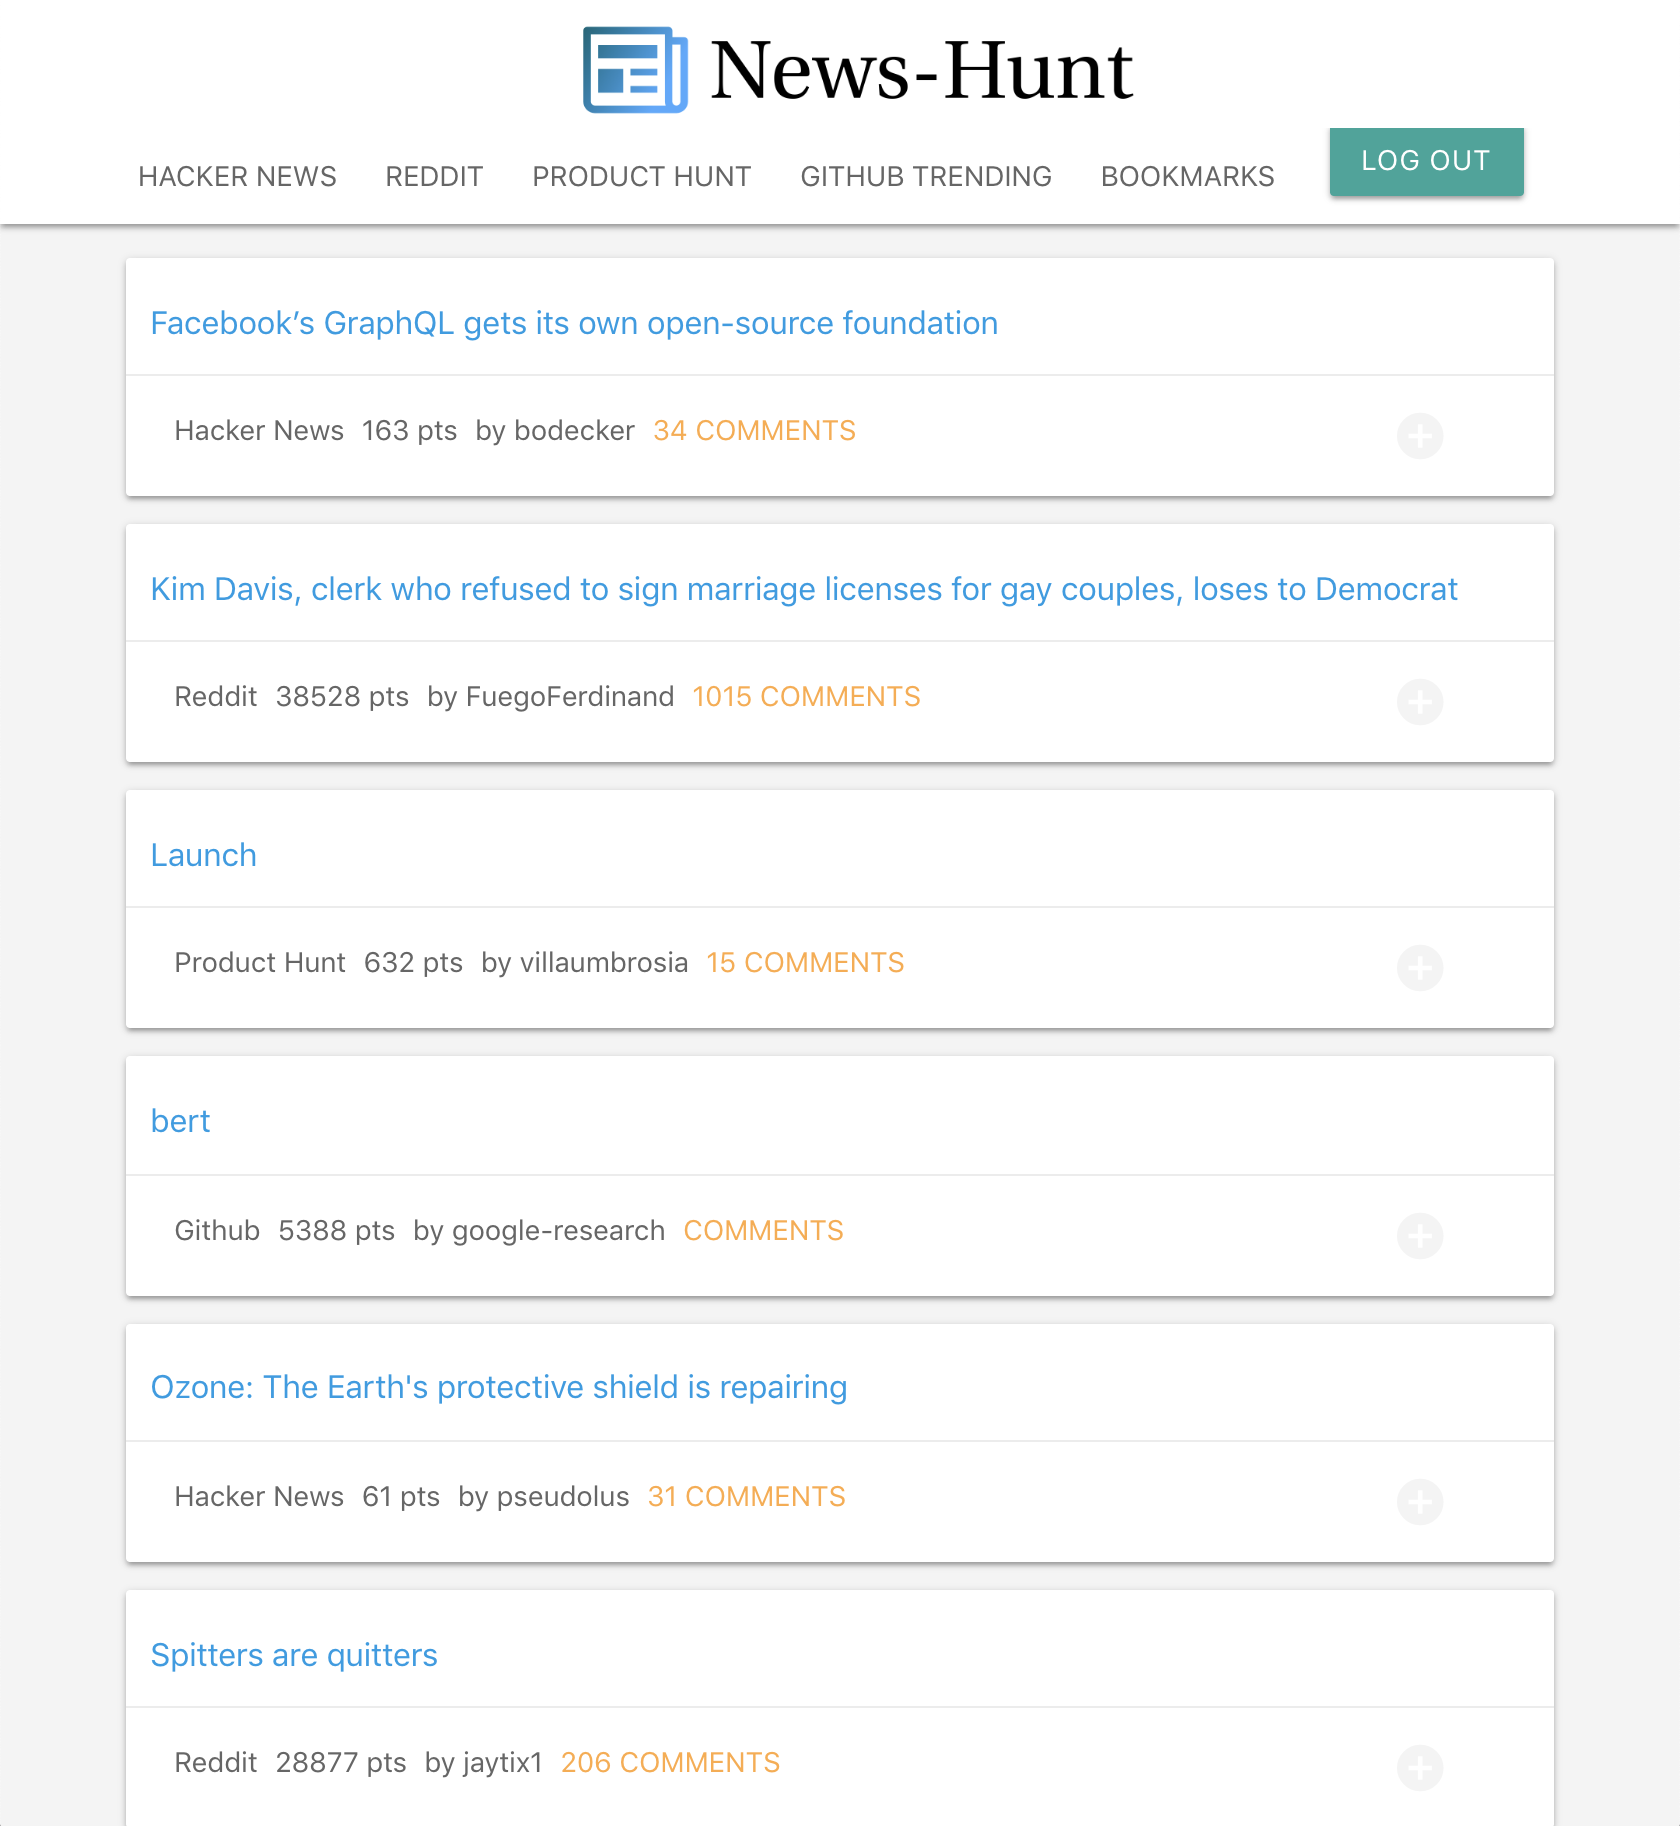 News-Hunt
HACKER NEWS REDDIT PRODUCT HUNT GITHUB TRENDING BOOKMARKS LOG OUT
Facebook’s GraphQL gets its own open-source foundation
Hacker News 163 pts by bodecker 34 COMMENTS
Kim Davis, clerk who refused to sign marriage licenses for gay couples, loses to Democrat
Reddit 38528 pts by FuegoFerdinand 1015 COMMENTS
Launch
Product Hunt 632 pts by villaumbrosia 15 COMMENTS
bert
Github 5388 pts by google-research COMMENTS
Ozone: The Earth's protective shield is repairing
Hacker News 61 pts by pseudolus 31 COMMENTS
Spitters are quitters
Reddit 28877 pts by jaytix1 206 COMMENTS